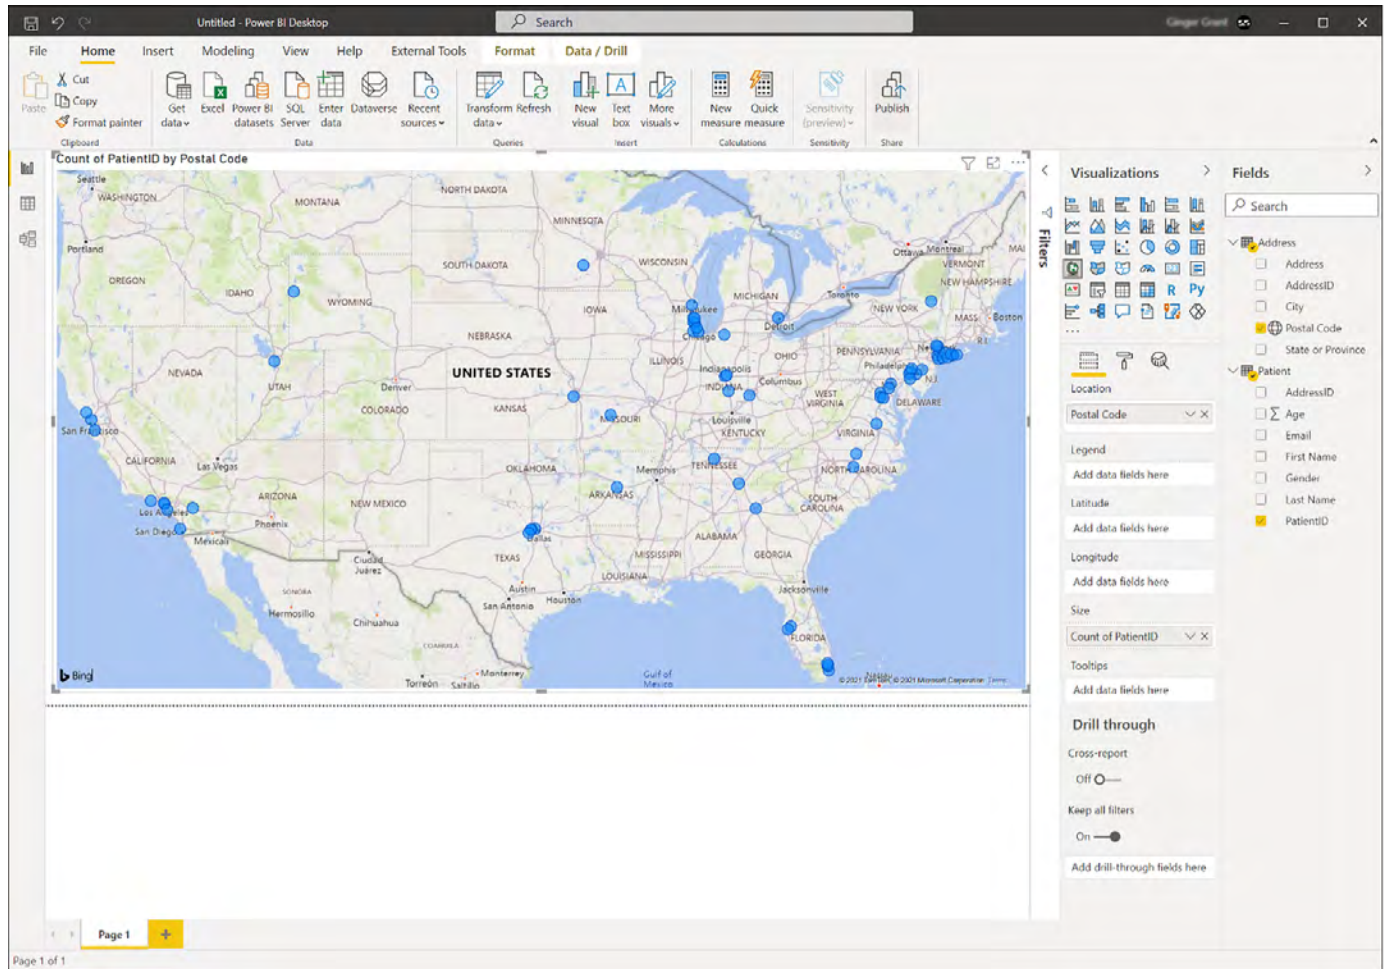 Untitled - Power BI Desktop
Search
Ginger Grant
File Home Insert Modeling View Help External Tools Format Data / Drill
Paste
Cut
Copy
Format painter
Clipboard
Get data
Excel
Power BI datasets
SQL Server
Enter data
Dataverse
Recent sources
Data
Transform data
Refresh
Queries
New visual
Text box
More visuals
Insert
New measure
Quick measure
Calculations
Sensitivity (preview)
Sensitivity
Publish
Share
Count of PatientID by Postal Code
Seattle
WASHINGTON
MONTANA
NORTH DAKOTA
MINNESOTA
Portland
OREGON
IDAHO
WYOMING
SOUTH DAKOTA
WISCONSIN
MICHIGAN
Ottawa
Montreal
MAI
VERMONT
NEW HAMPSHIRE
Toronto
NEW YORK
MASS
Boston
R.I.
IOWA
Milwaukee
Chicago
Detroit
NEBRASKA
ILLINOIS
OHIO
PENNSYLVANIA
Philadelphia
N.J.
NEVADA
UTAH
Denver
COLORADO
UNITED STATES
KANSAS
MISSOURI
Indianapolis
INDIANA
Columbus
WEST VIRGINIA
DELAWARE
San Francisco
Louisville
KENTUCKY
VIRGINIA
CALIFORNIA
Las Vegas
OKLAHOMA
Memphis
TENNESSEE
NORTH CAROLINA
ARIZONA
NEW MEXICO
ARKANSAS
SOUTH CAROLINA
Los Angeles
Phoenix
San Diego
Mexicali
Dallas
ALABAMA
TEXAS
MISSISSIPPI
GEORGIA
Ciudad Juárez
LOUISIANA
SONORA
Austin
San Antonio
Houston
Jacksonville
Hermosillo
Chihuahua
FLORIDA
COAHUILA
Monterrey
Torreón
Saltillo
Gulf of Mexico
Nassau
Bing
© 2021 TomTom, © 2021 Microsoft Corporation Terms
Filters
Visualizations
R
Py
Location
Postal Code
Legend
Add data fields here
Latitude
Add data fields here
Longitude
Add data fields here
Size
Count of PatientID
Tooltips
Add data fields here
Drill through
Cross-report
Off
Keep all filters
On
Add drill-through fields here
Fields
Search
Address
Address
AddressID
City
Postal Code
State or Province
Patient
AddressID
Age
Email
First Name
Gender
Last Name
PatientID
Page 1
Page 1 of 1